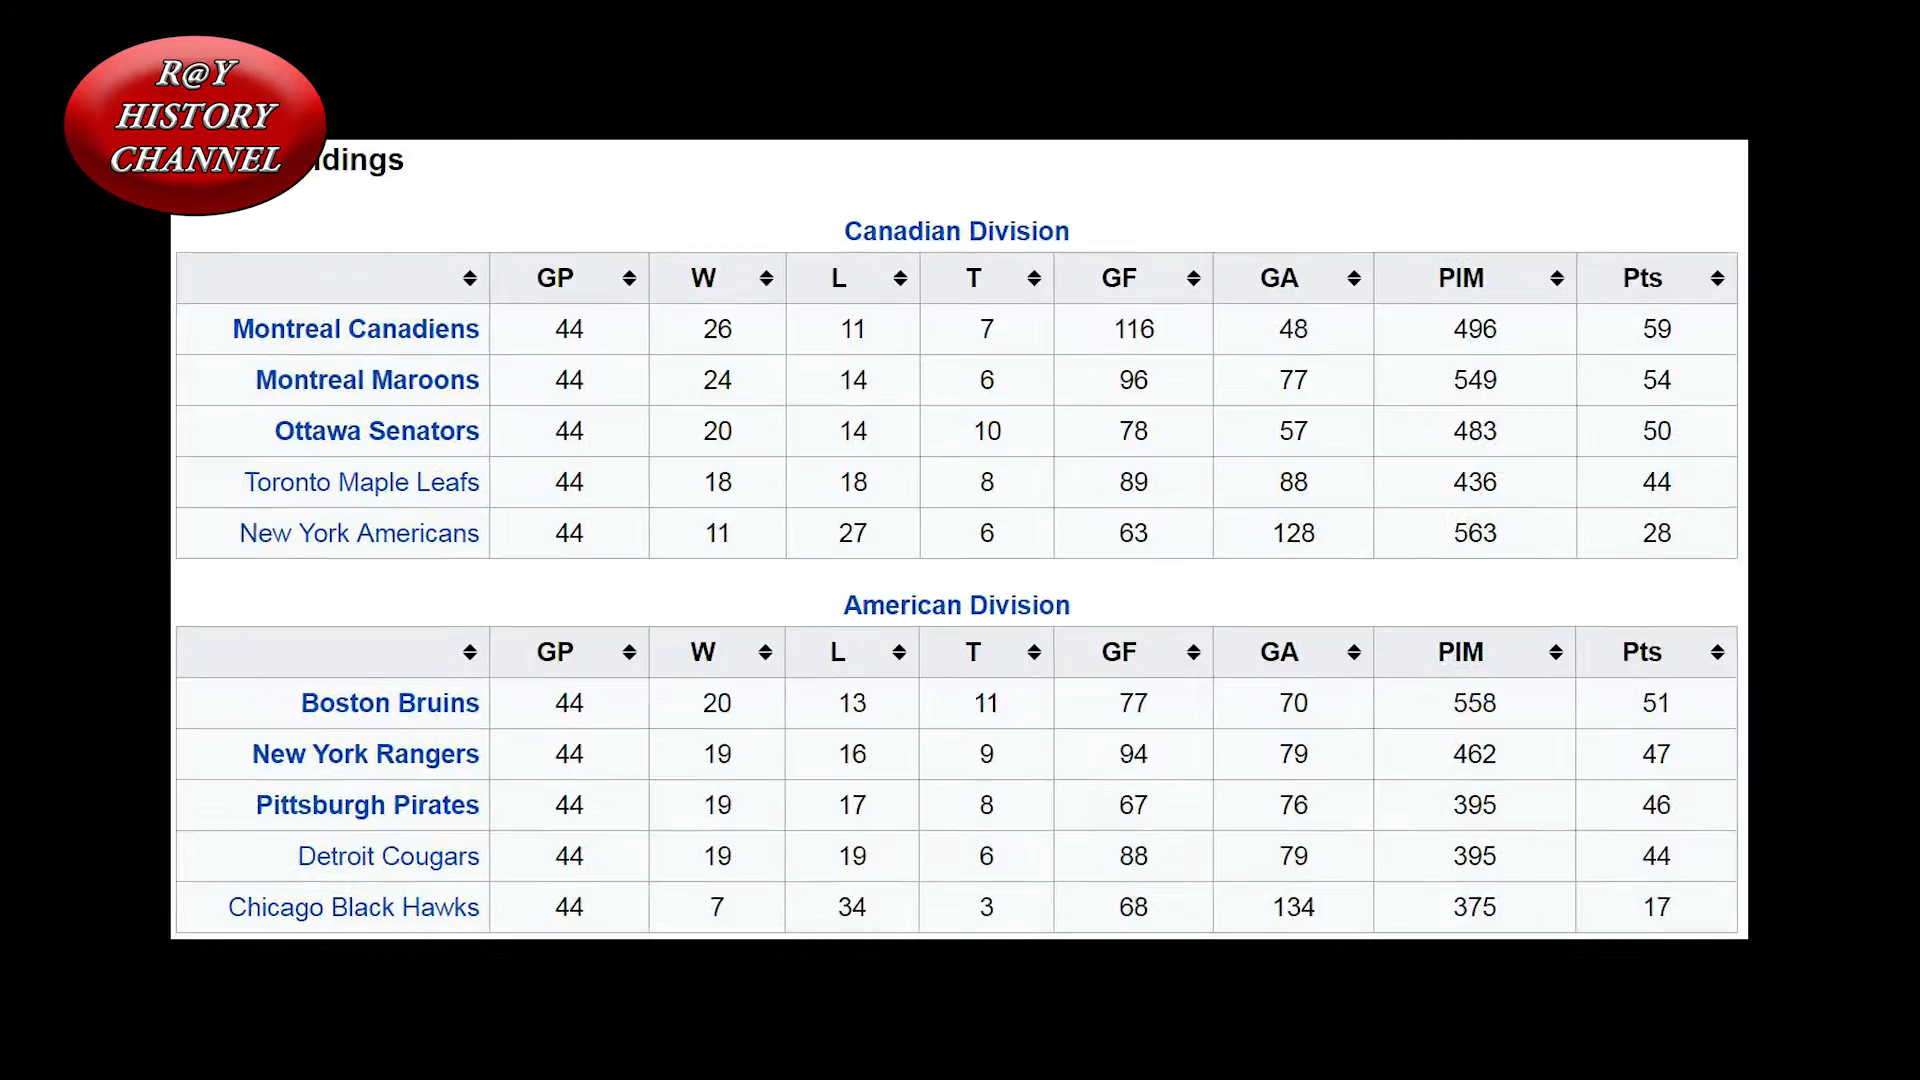 R@Y
HISTORY
CHANNEL
dings
Canadian Division
GP W L T GF GA PIM Pts
Montreal Canadiens 44 26 11 7 116 48 496 59
Montreal Maroons 44 24 14 6 96 77 549 54
Ottawa Senators 44 20 14 10 78 57 483 50
Toronto Maple Leafs 44 18 18 8 89 88 436 44
New York Americans 44 11 27 6 63 128 563 28
American Division
GP W L T GF GA PIM Pts
Boston Bruins 44 20 13 11 77 70 558 51
New York Rangers 44 19 16 9 94 79 462 47
Pittsburgh Pirates 44 19 17 8 67 76 395 46
Detroit Cougars 44 19 19 6 88 79 395 44
Chicago Black Hawks 44 7 34 3 68 134 375 17